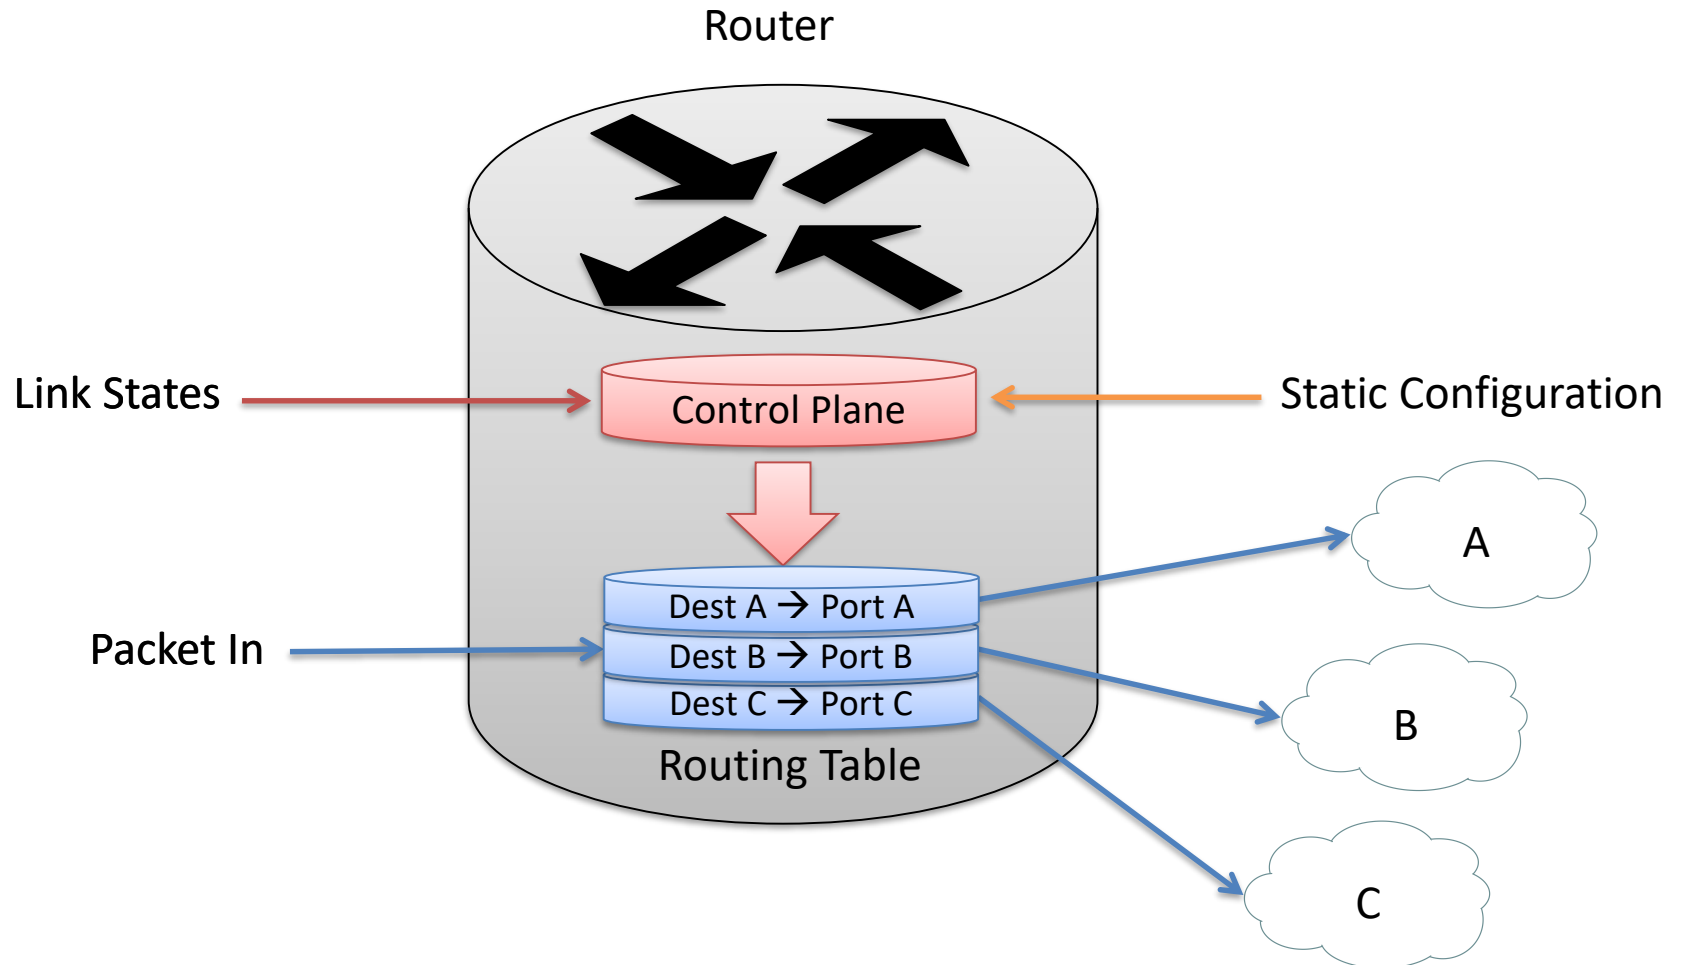 Router
Link States
Control Plane
Static Configuration
A
Dest A → Port A
Packet In
Dest B → Port B
Dest C → Port C
B
Routing Table
C